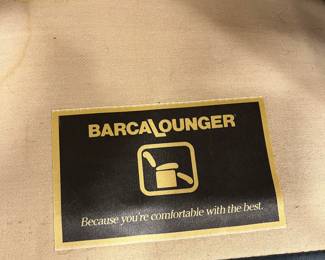 BARCALOUNGER
Because you're comfortable with the best.